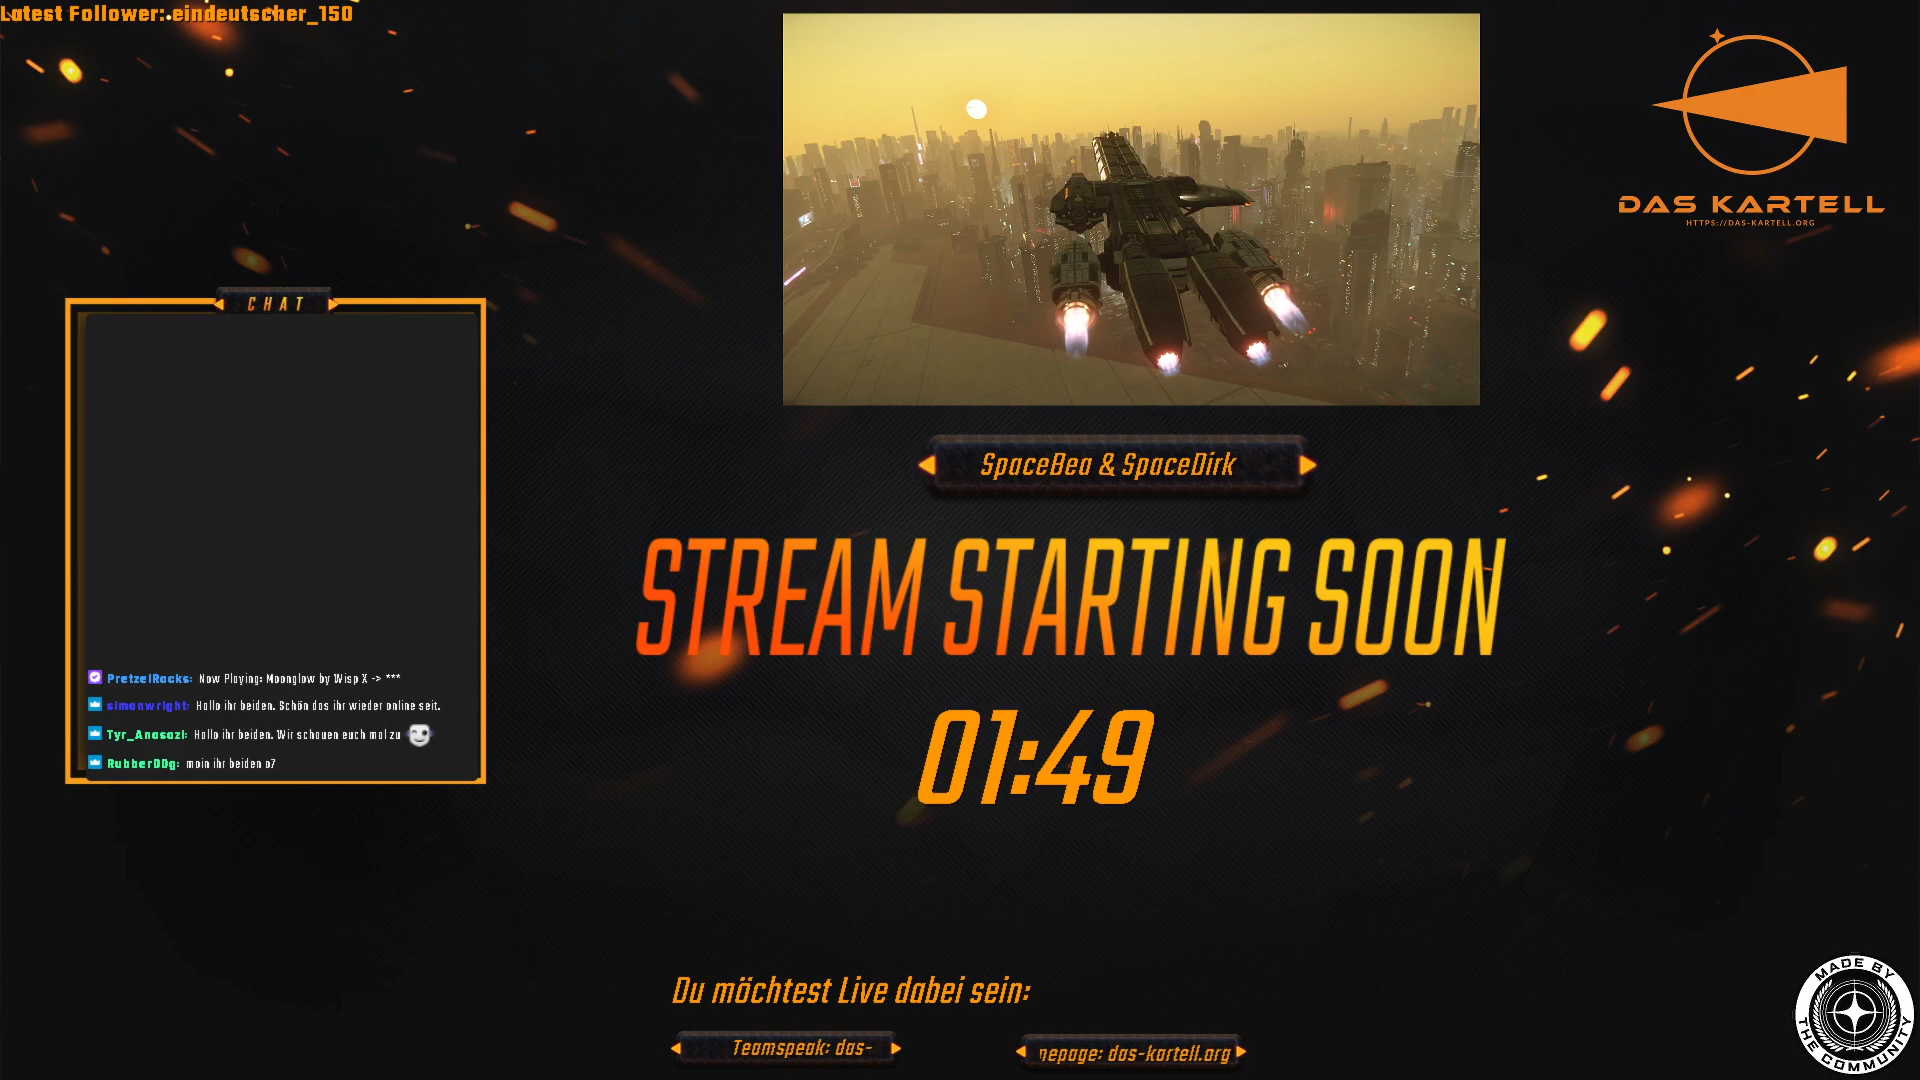 Latest Follower: eindeutscher_150
DAS KARTELL
HTTPS://DAS-KARTELL.ORG
CHAT
PretzelRocks: Now Playing: Moonglow by Wisp X -> ***
simonwright: Hallo ihr beiden. Schön das ihr wieder online seit.
Tyr_Anasazi: Hallo ihr beiden. Wir schauen euch mal zu
RubberDDg: moin ihr beiden o7
SpaceBea & SpaceDirk
STREAM STARTING SOON
01:49
Du möchtest Live dabei sein:
Teamspeak: das-
nepage: das-kartell.org
MADE BY
THE COMMUNITY